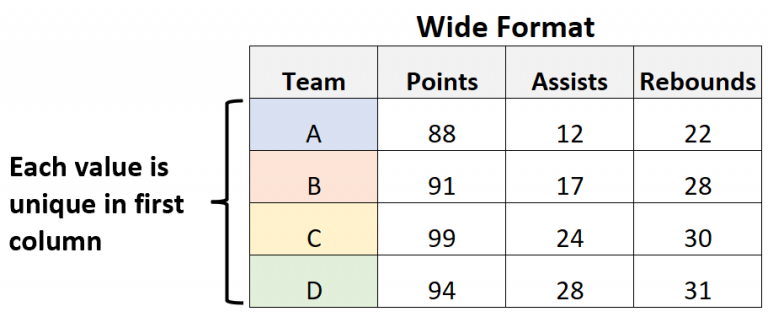 Wide Format
Team Points Assists Rebounds
A 88 12 22
B 91 17 28
C 99 24 30
D 94 28 31
Each value is
unique in first
column